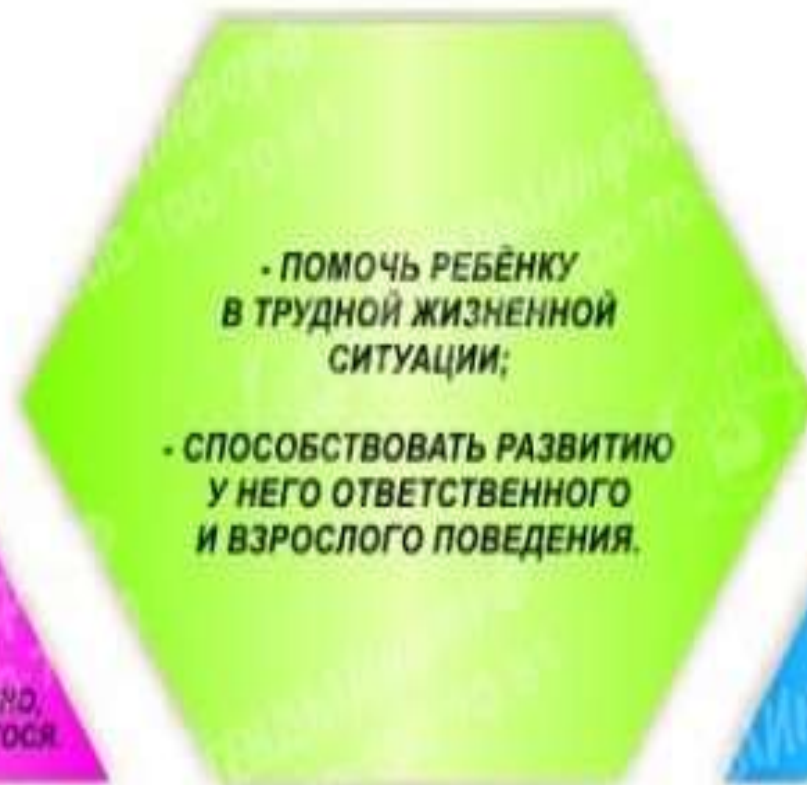 - ПОМОЧЬ РЕБЁНКУ
В ТРУДНОЙ ЖИЗНЕННОЙ
СИТУАЦИИ;
- СПОСОБСТВОВАТЬ РАЗВИТИЮ
У НЕГО ОТВЕТСТВЕННОГО
И ВЗРОСЛОГО ПОВЕДЕНИЯ.